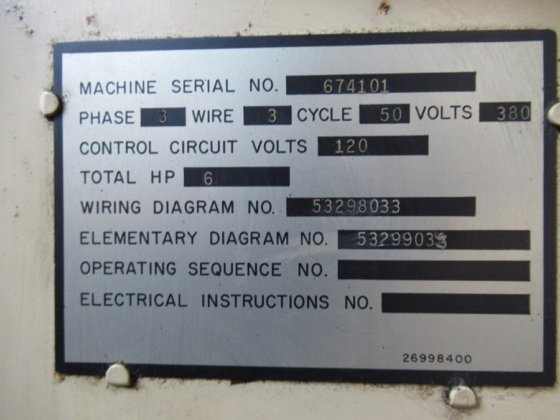 MACHINE SERIAL NO. 674101
PHASE 3 WIRE 3 CYCLE 50 VOLTS 380
CONTROL CIRCUIT VOLTS 120
TOTAL HP 6
WIRING DIAGRAM NO. 53298033
ELEMENTARY DIAGRAM NO. 53299033
OPERATING SEQUENCE NO.
ELECTRICAL INSTRUCTIONS NO.
26998400